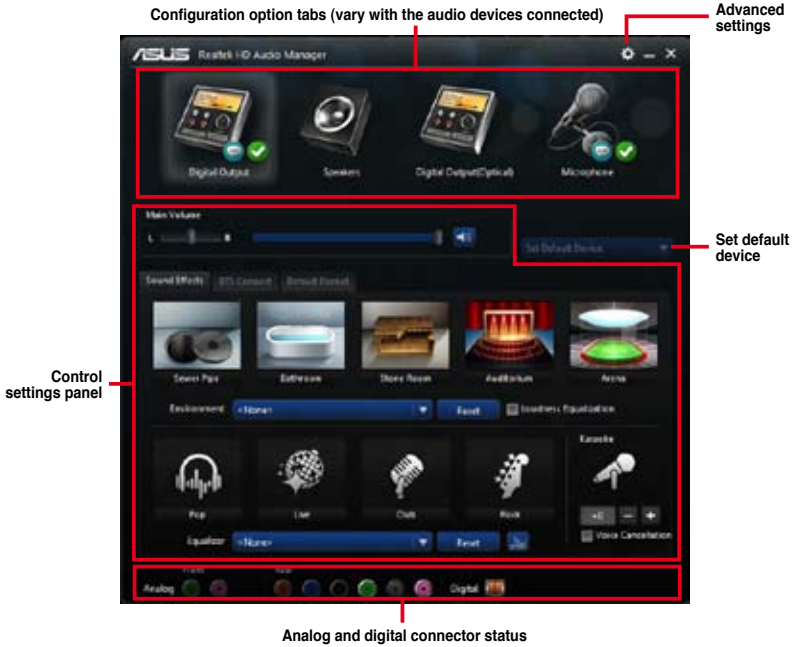 Configuration option tabs (vary with the audio devices connected)
Advanced
settings
ASUS Realtek HD Audio Manager
Digital Output
Speakers
Digital Output(Optical)
Microphone
Main Volume
L R
Set Default Device
Set default
device
Sound Effects DTS Connect Default Format
Control
settings panel
Sewer Pipe
Bathroom
Stone Room
Auditorium
Arena
Environment <None> Reset Loudness Equalization
Karaoke
Pop
Live
Club
Rock
+0
Equalizer <None> Reset
Voice Cancellation
Front
Rear
Analog
Digital
Analog and digital connector status